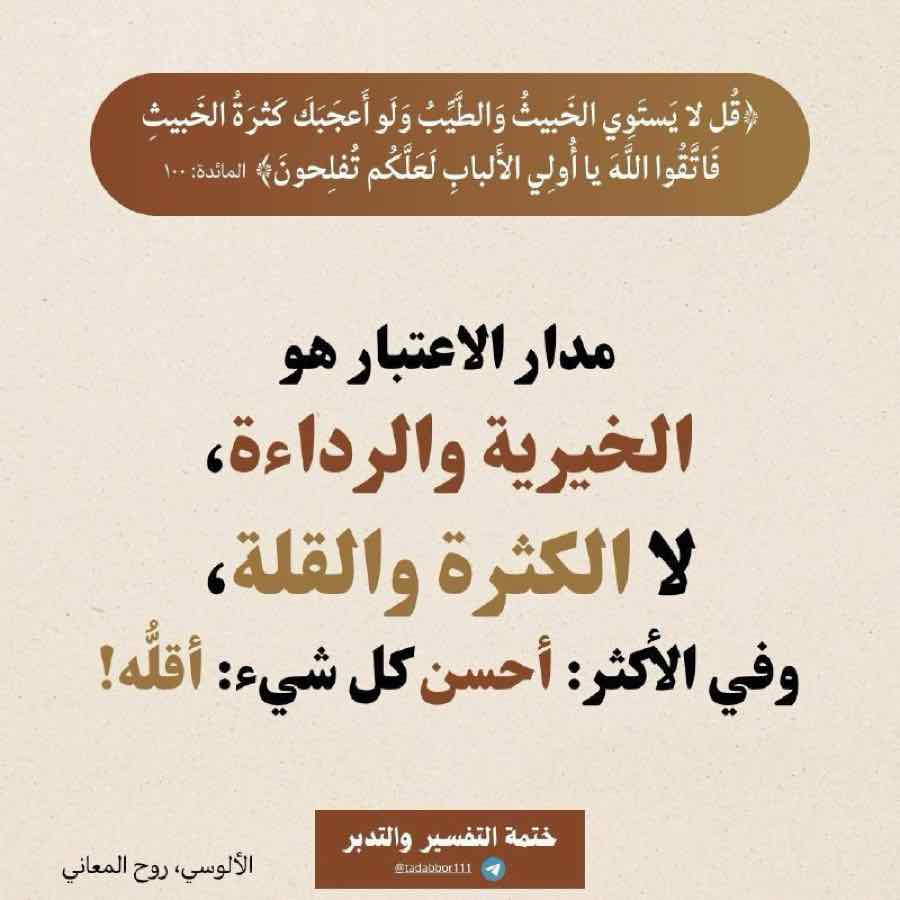 ﴿قُل لا يَستَوِي الخَبيثُ وَالطَّيِّبُ وَلَو أَعجَبَكَ كَثرَةُ الخَبيثِ
فَاتَّقُوا اللَّهَ يا أُولِي الأَلبابِ لَعَلَّكُم تُفلِحونَ﴾ المائدة: ١٠٠
مدار الاعتبار هو
الخيرية والرداءة،
لا الكثرة والقلة،
وفي الأكثر: أحسن كل شيء: أقلُّه!
ختمة التفسير والتدبر
@tadabbor111
الألوسي، روح المعاني